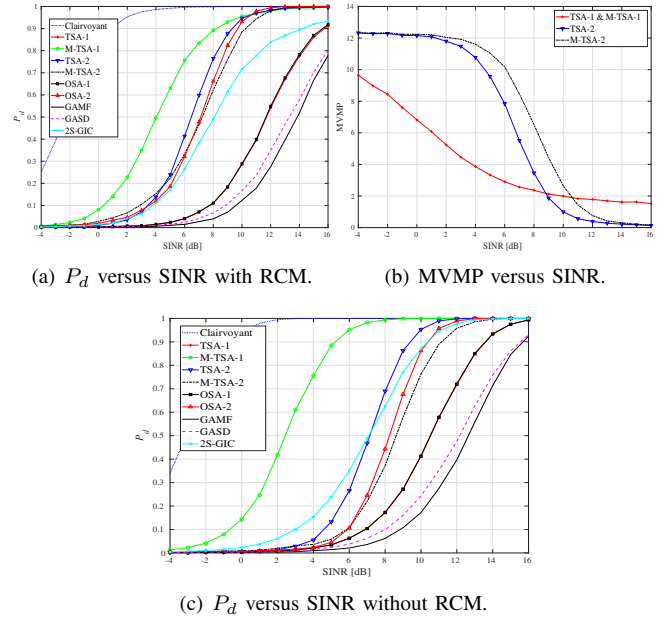 1
0.9
0.8
0.7
0.6
0.5
0.4
0.3
0.2
0.1
0
P_d
Clairvoyant
TSA-1
M-TSA-1
TSA-2
M-TSA-2
OSA-1
OSA-2
GAMF
GASD
2S-GIC
-4 -2 0 2 4 6 8 10 12 14 16
SINR [dB]
(a) P_d versus SINR with RCM.
14
12
10
8
6
4
2
0
MVMP
TSA-1 & M-TSA-1
TSA-2
M-TSA-2
-4 -2 0 2 4 6 8 10 12 14 16
SINR [dB]
(b) MVMP versus SINR.
1
0.9
0.8
0.7
0.6
0.5
0.4
0.3
0.2
0.1
0
P_d
Clairvoyant
TSA-1
M-TSA-1
TSA-2
M-TSA-2
OSA-1
OSA-2
GAMF
GASD
2S-GIC
-4 -2 0 2 4 6 8 10 12 14 16
SINR [dB]
(c) P_d versus SINR without RCM.